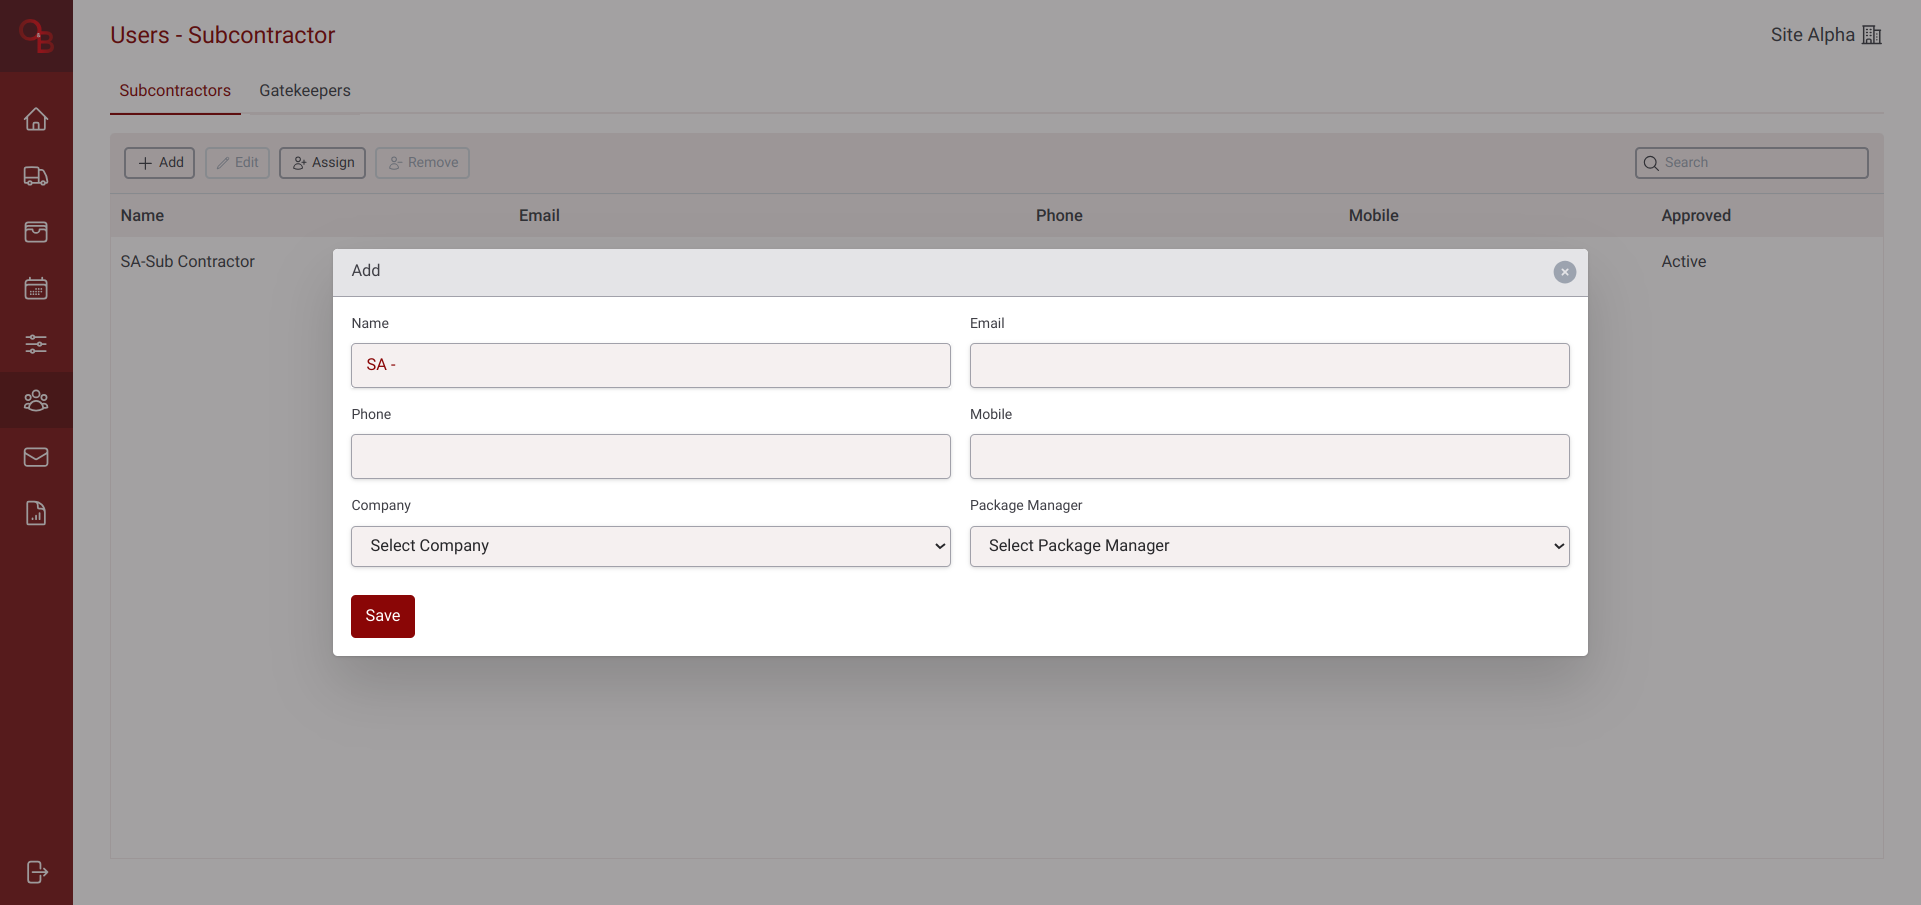 O&B
Users - Subcontractor
Site Alpha
Subcontractors Gatekeepers
Add Edit Assign Remove Search
Name Email Phone Mobile Approved
SA-Sub Contractor Active
Add
Name Email
SA -
Phone Mobile
Company Package Manager
Select Company Select Package Manager
Save